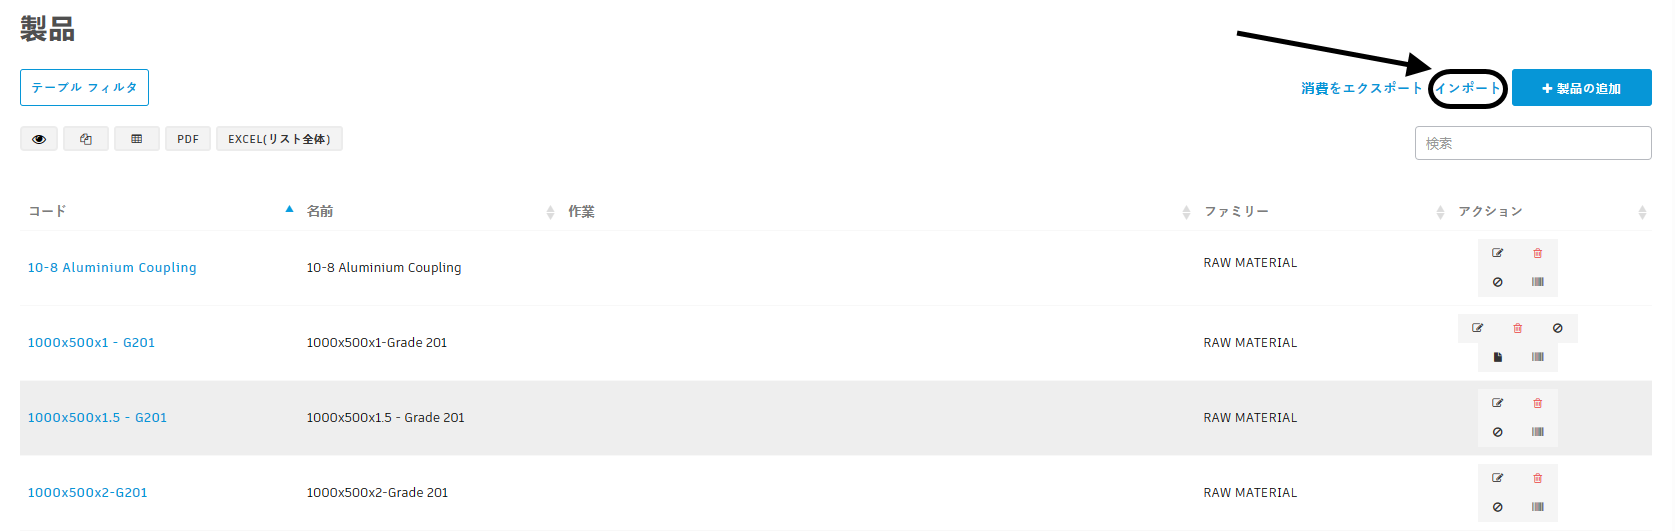 製品
テーブル フィルタ
消費をエクスポート インポート + 製品の追加
PDF EXCEL(リスト全体)
検索
コード 名前 作業 ファミリー アクション
10-8 Aluminium Coupling 10-8 Aluminium Coupling RAW MATERIAL
1000x500x1 - G201 1000x500x1-Grade 201 RAW MATERIAL
1000x500x1.5 - G201 1000x500x1.5 - Grade 201 RAW MATERIAL
1000x500x2-G201 1000x500x2-Grade 201 RAW MATERIAL